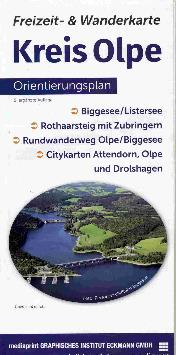 Freizeit- & Wanderkarte
Kreis Olpe
Orientierungsplan
Biggesee/Listersee
Rothaarsteig mit Zubringern
Rundwanderweg Olpe/Biggesee
Citykarten Attendorn, Olpe
und Drolshagen
mediaprint GRAPHISCHES INSTITUT ECKMANN GMBH